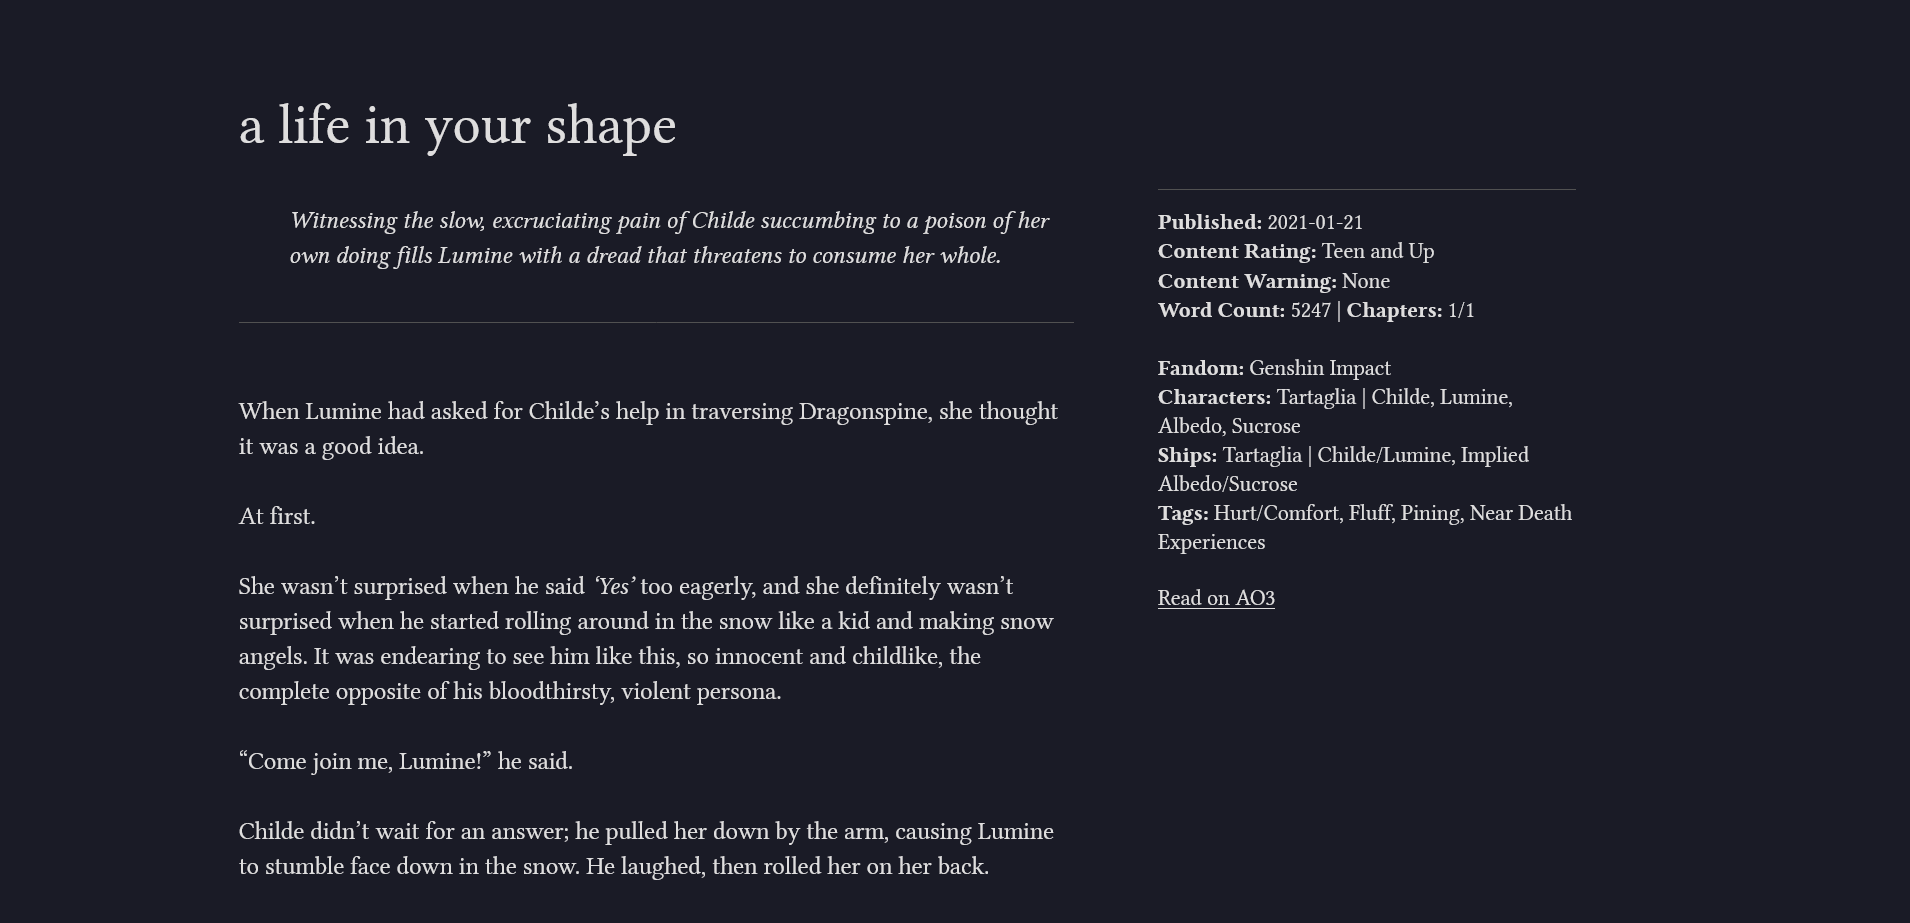 a life in your shape
Witnessing the slow, excruciating pain of Childe succumbing to a poison of her
own doing fills Lumine with a dread that threatens to consume her whole.
When Lumine had asked for Childe’s help in traversing Dragonspine, she thought
it was a good idea.
At first.
She wasn’t surprised when he said ‘Yes’ too eagerly, and she definitely wasn’t
surprised when he started rolling around in the snow like a kid and making snow
angels. It was endearing to see him like this, so innocent and childlike, the
complete opposite of his bloodthirsty, violent persona.
“Come join me, Lumine!” he said.
Childe didn’t wait for an answer; he pulled her down by the arm, causing Lumine
to stumble face down in the snow. He laughed, then rolled her on her back.
Published: 2021-01-21
Content Rating: Teen and Up
Content Warning: None
Word Count: 5247 | Chapters: 1/1
Fandom: Genshin Impact
Characters: Tartaglia | Childe, Lumine,
Albedo, Sucrose
Ships: Tartaglia | Childe/Lumine, Implied
Albedo/Sucrose
Tags: Hurt/Comfort, Fluff, Pining, Near Death
Experiences
Read on AO3